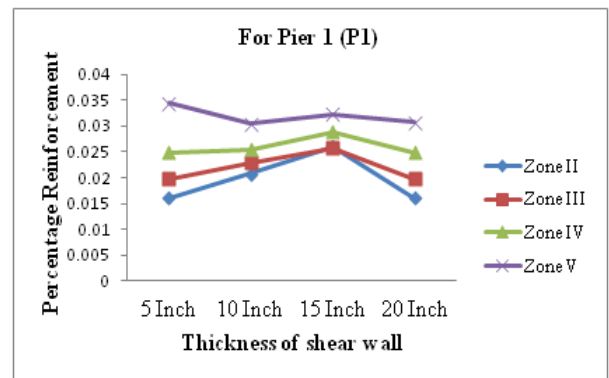 For Pier 1 (P1)
Percentage Reinforcement
0.04
0.035
0.03
0.025
0.02
0.015
0.01
0.005
0
5 Inch 10 Inch 15 Inch 20 Inch
Thickness of shear wall
Zone II
Zone III
Zone IV
Zone V